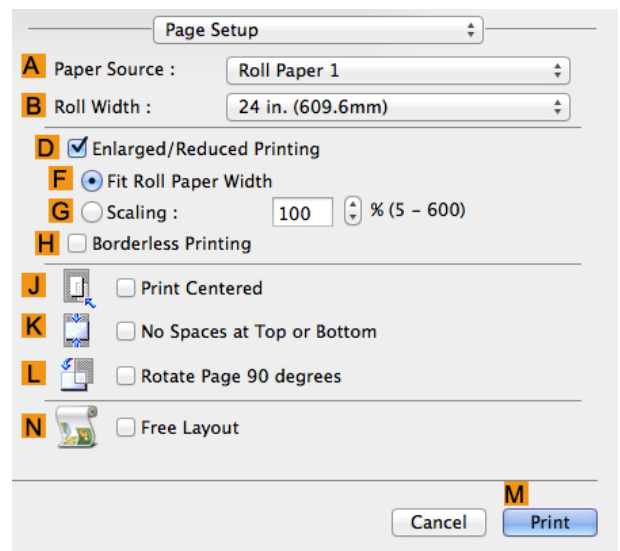 Page Setup
A Paper Source : Roll Paper 1
B Roll Width : 24 in. (609.6mm)
D Enlarged/Reduced Printing
F Fit Roll Paper Width
G Scaling : 100 % (5 - 600)
H Borderless Printing
J Print Centered
K No Spaces at Top or Bottom
L Rotate Page 90 degrees
N Free Layout
M
Cancel Print